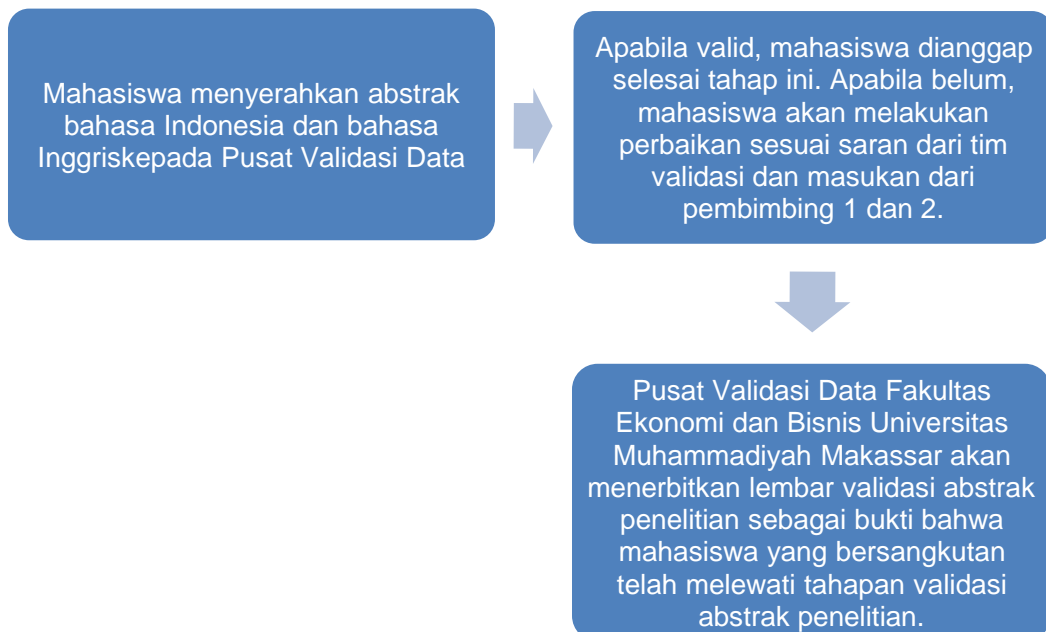 Mahasiswa menyerahkan abstrak
bahasa Indonesia dan bahasa
Inggriskepada Pusat Validasi Data
Apabila valid, mahasiswa dianggap
selesai tahap ini. Apabila belum,
mahasiswa akan melakukan
perbaikan sesuai saran dari tim
validasi dan masukan dari
pembimbing 1 dan 2.
Pusat Validasi Data Fakultas
Ekonomi dan Bisnis Universitas
Muhammadiyah Makassar akan
menerbitkan lembar validasi abstrak
penelitian sebagai bukti bahwa
mahasiswa yang bersangkutan
telah melewati tahapan validasi
abstrak penelitian.